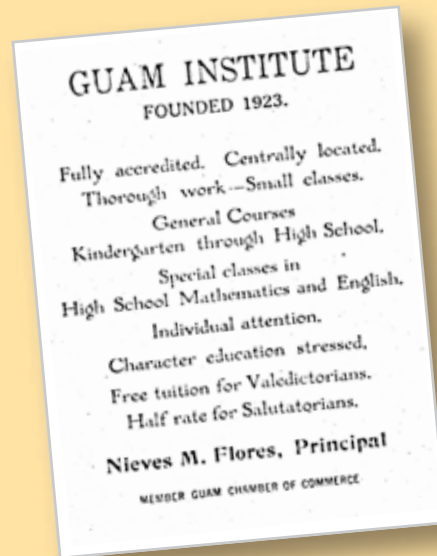 GUAM INSTITUTE
FOUNDED 1923.
Fully accredited. Centrally located.
Thorough work—Small classes.
General Courses
Kindergarten through High School.
Special classes in
High School Mathematics and English.
Individual attention.
Character education stressed.
Free tuition for Valedictorians.
Half rate for Salutatorians.
Nieves M. Flores, Principal
MEMBER GUAM CHAMBER OF COMMERCE